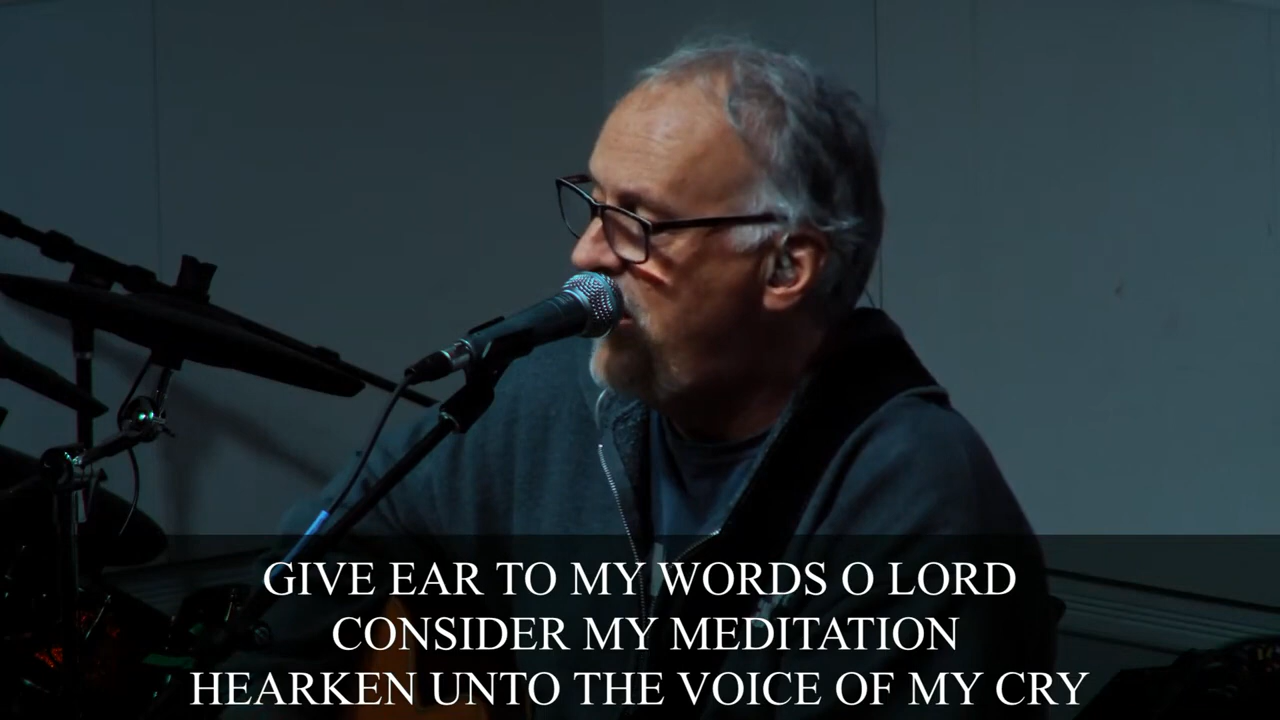 GIVE EAR TO MY WORDS O LORD
CONSIDER MY MEDITATION
HEARKEN UNTO THE VOICE OF MY CRY